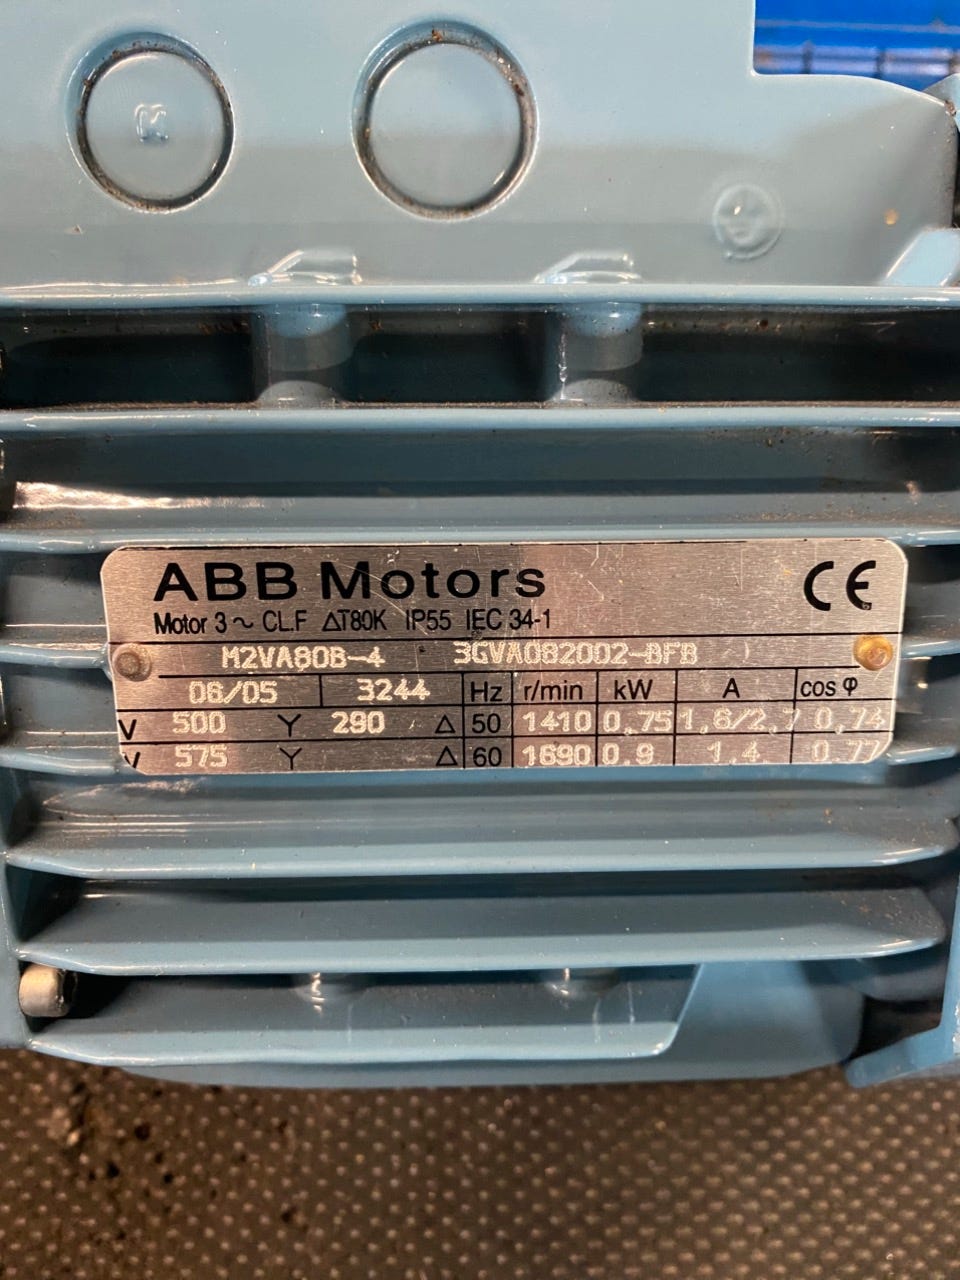 ABB Motors CE
Motor 3 ~ CL.F ΔT80K IP55 IEC 34-1
M2VA80B-4 3GVA082002-BFB
06/05 3244 Hz r/min kW A cos φ
V 500 Y 290 Δ 50 1410 0,75 1,6/2,7 0,74
V 575 Y Δ 60 1690 0.9 1.4 0.77